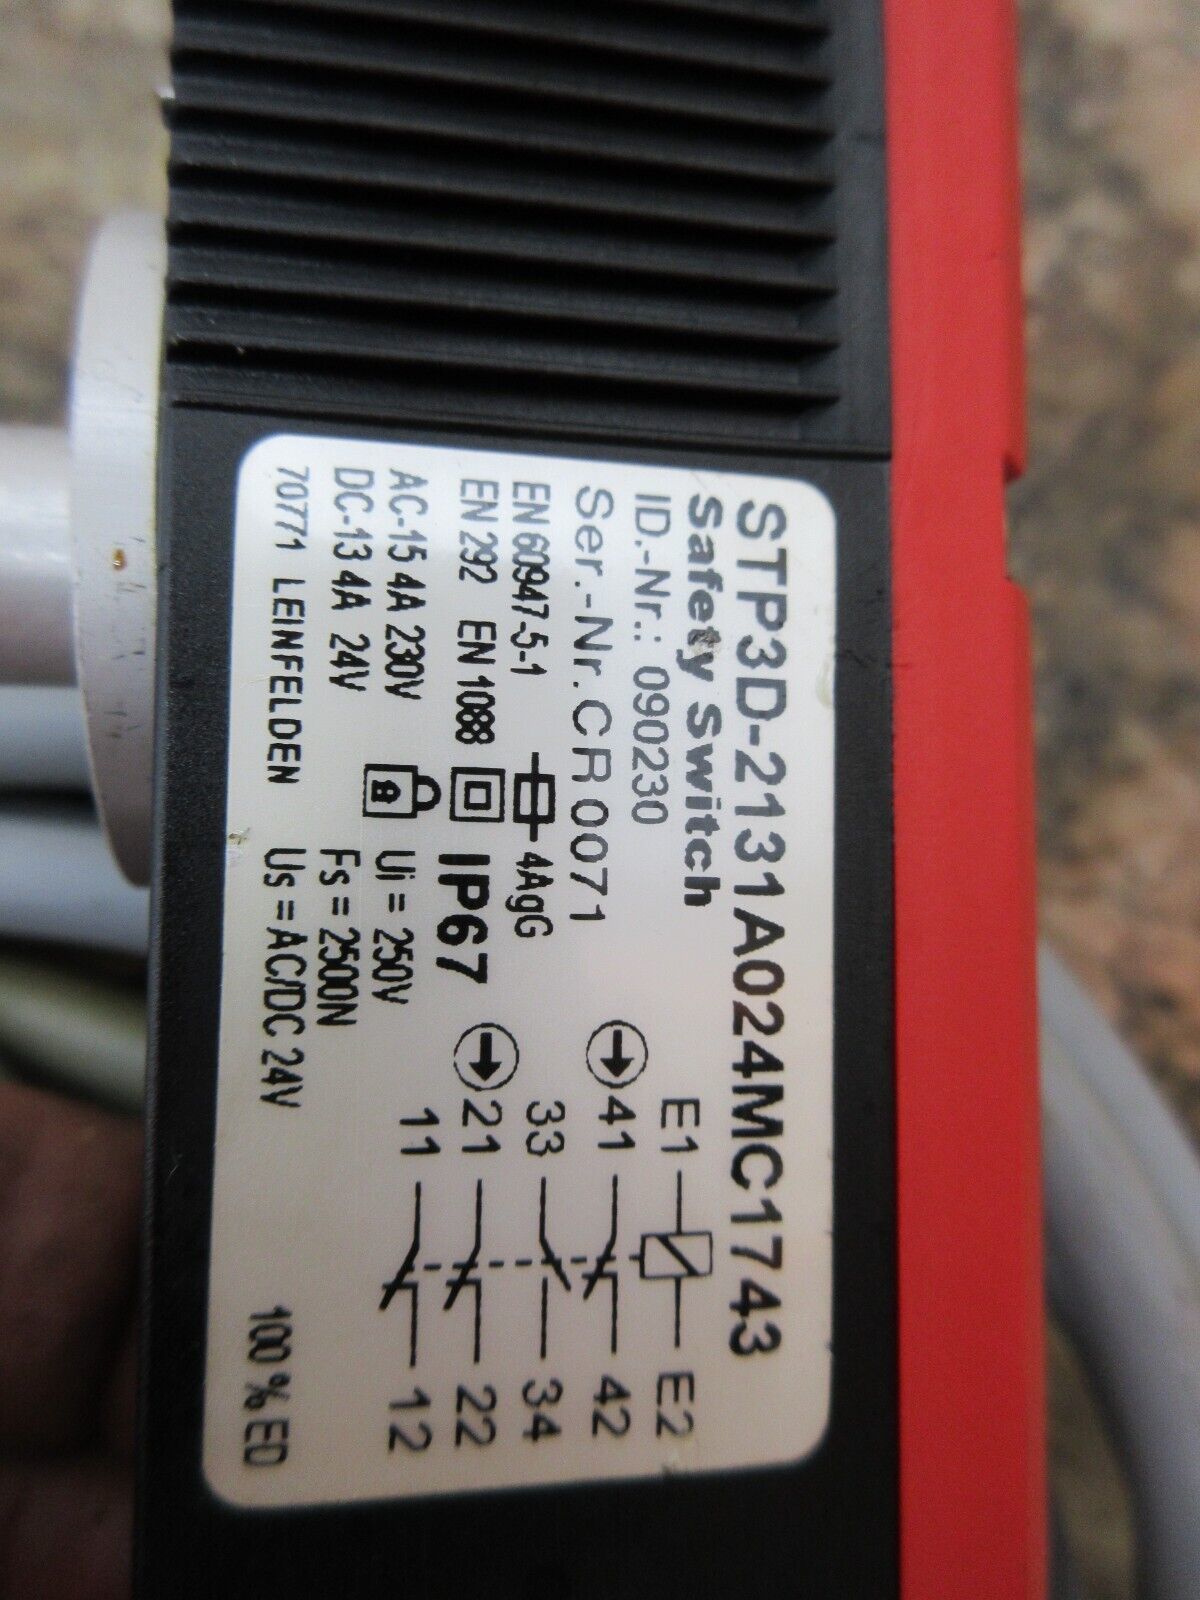 STP3D-2131A024MC1743
Safety Switch
ID.-Nr.: 090230
Ser.-Nr. CR0071
EN 60947-5-1 4AgG
EN 292 EN 1088 IP67
AC-15 4A 230V Ui = 250V
DC-13 4A 24V Fs = 2500N
70771 LEINFELDEN Us = AC/DC 24V 100 % ED
E1 E2
41 42
33 34
21 22
11 12